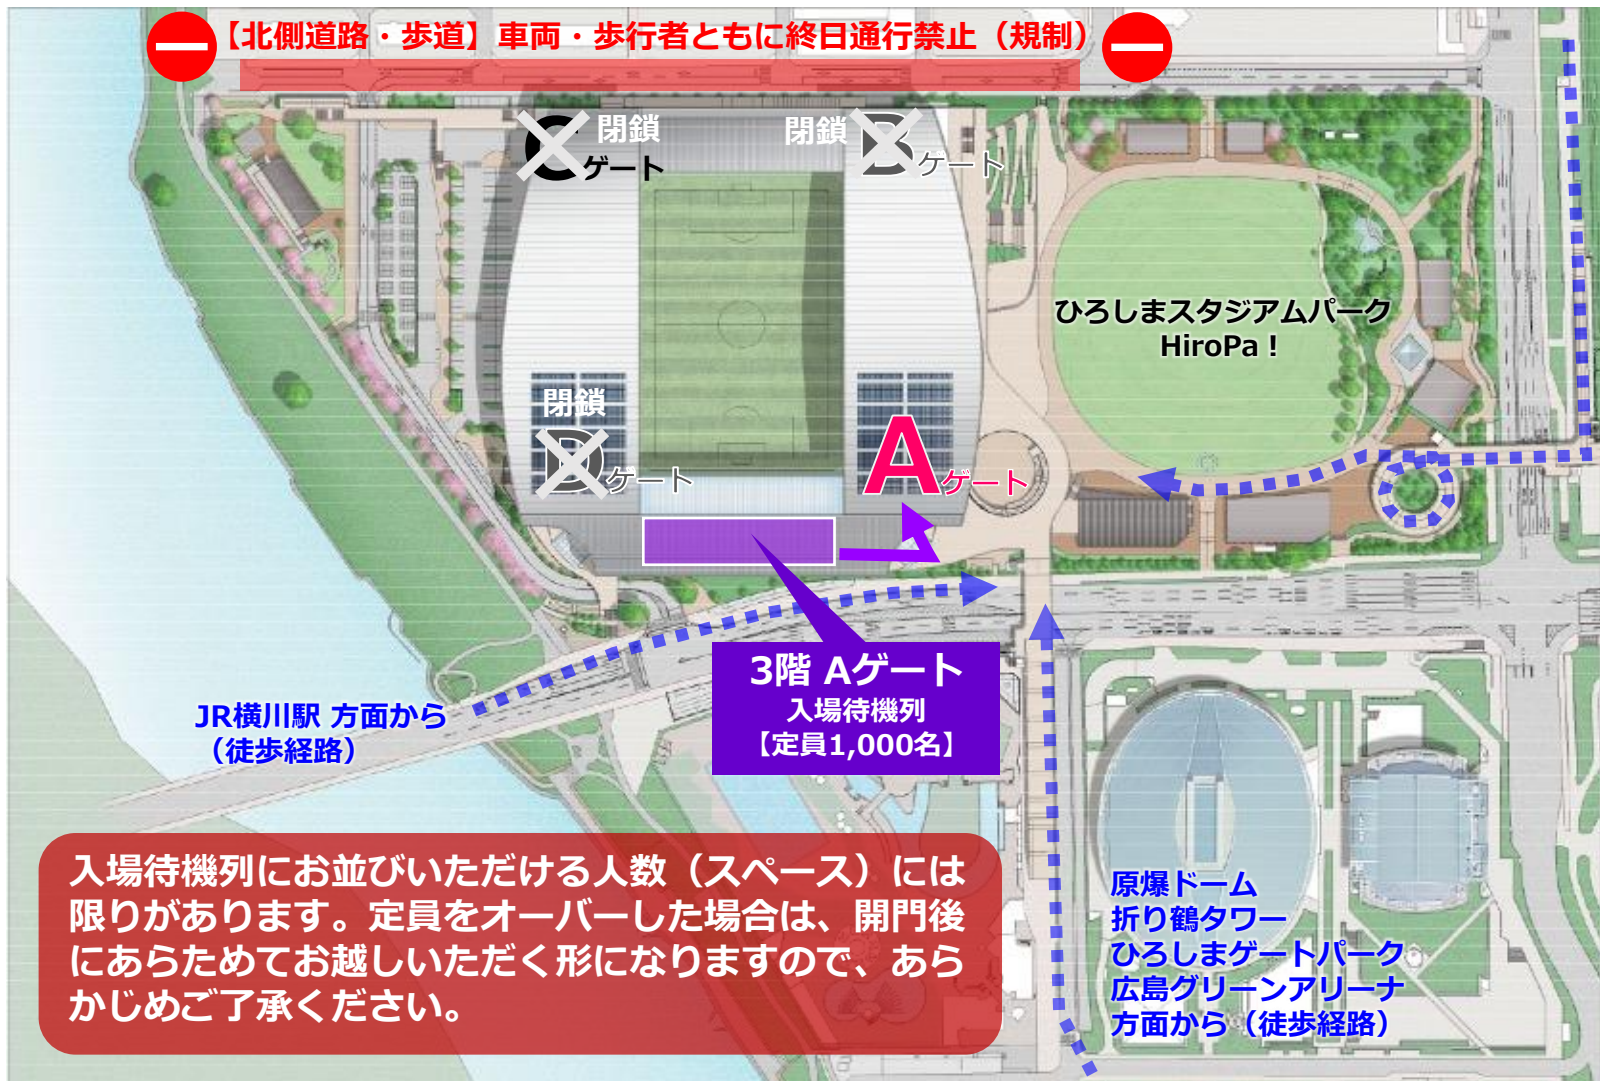 【北側道路・歩道】車両・歩行者ともに終日通行禁止（規制）
C 閉鎖
ゲート
閉鎖 B
ゲート
ひろしまスタジアムパーク
HiroPa！
閉鎖
D ゲート
A ゲート
3階 Aゲート
入場待機列
【定員1,000名】
JR横川駅 方面から
（徒歩経路）
入場待機列にお並びいただける人数（スペース）には
限りがあります。定員をオーバーした場合は、開門後
にあらためてお越しいただく形になりますので、あら
かじめご了承ください。
原爆ドーム
折り鶴タワー
ひろしまゲートパーク
広島グリーンアリーナ
方面から（徒歩経路）